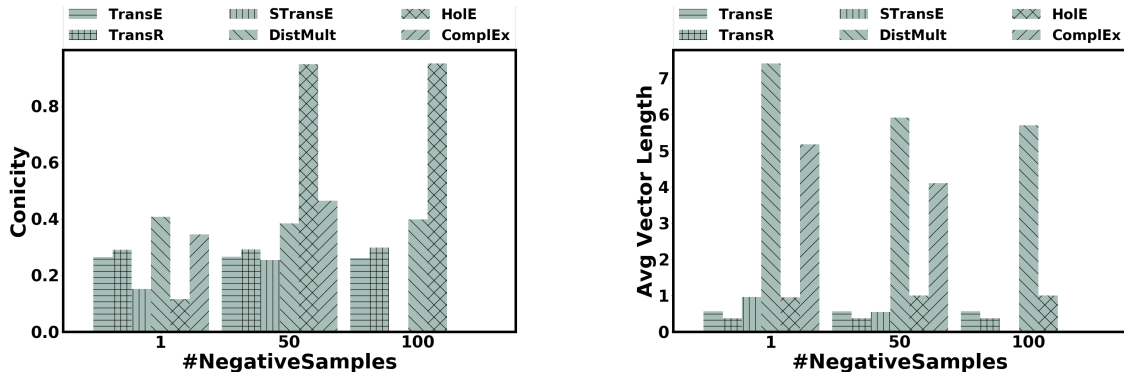 TransE STransE HolE
TransR DistMult ComplEx
Conicity
0.8
0.6
0.4
0.2
0.0
1 50 100
#NegativeSamples
TransE STransE HolE
TransR DistMult ComplEx
Avg Vector Length
7
6
5
4
3
2
1
0
1 50 100
#NegativeSamples